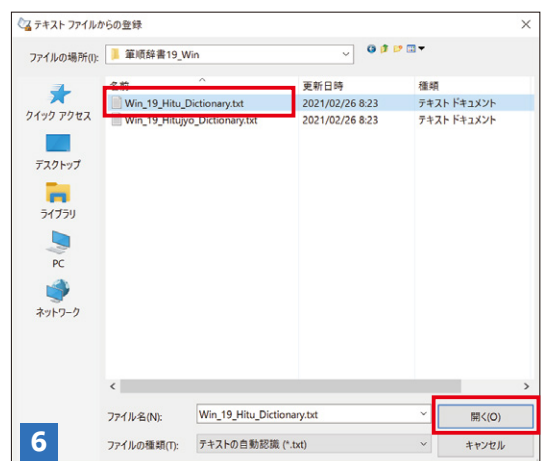 テキスト ファイルからの登録
ファイルの場所(I):
筆順辞書19_Win
名前
更新日時
種類
Win_19_Hitu_Dictionary.txt
2021/02/26 8:23
テキスト ドキュメント
Win_19_Hitujyo_Dictionary.txt
2021/02/26 8:23
テキスト ドキュメント
クイック アクセス
デスクトップ
ライブラリ
PC
ネットワーク
ファイル名(N):
Win_19_Hitu_Dictionary.txt
開く(O)
ファイルの種類(T):
テキストの自動認識 (*.txt)
キャンセル
6